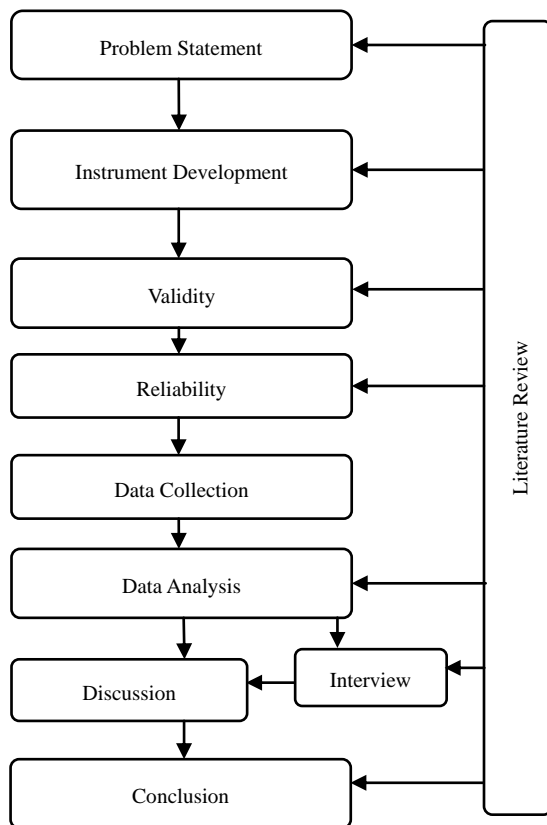 Problem Statement
Instrument Development
Validity
Reliability
Data Collection
Data Analysis
Interview
Discussion
Conclusion
Literature Review